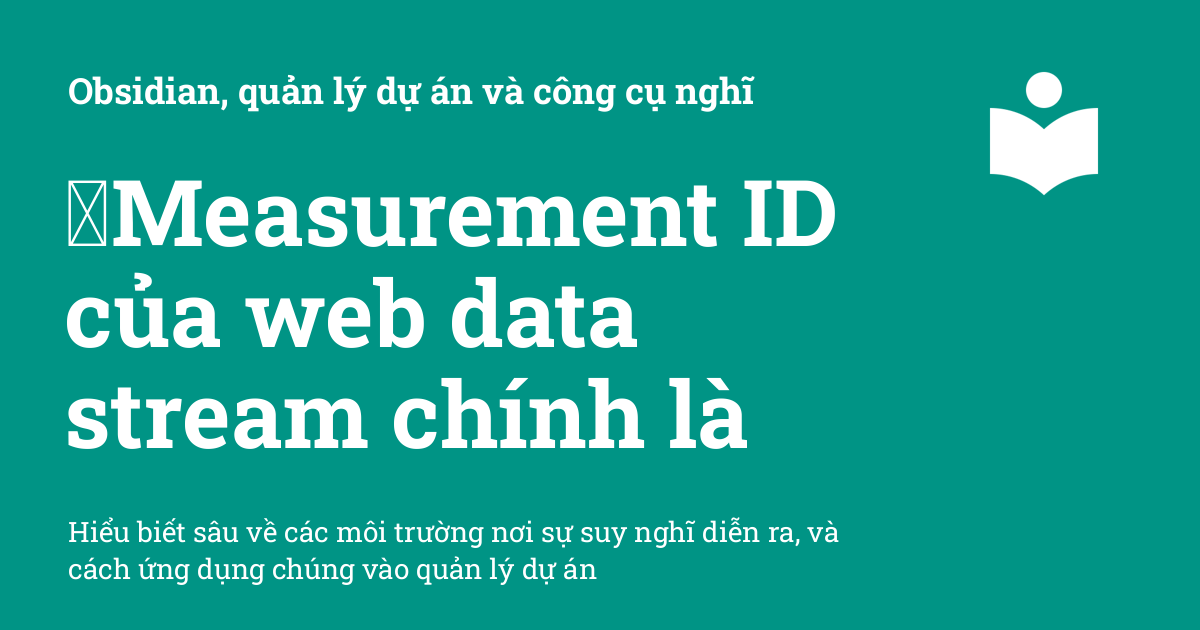 Obsidian, quản lý dự án và công cụ nghĩ
Measurement ID
của web data
stream chính là
Hiểu biết sâu về các môi trường nơi sự suy nghĩ diễn ra, và
cách ứng dụng chúng vào quản lý dự án